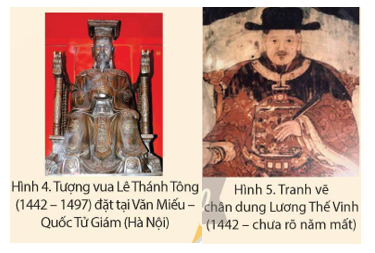 Hình 4. Tượng vua Lê Thánh Tông
(1442 – 1497) đặt tại Văn Miếu –
Quốc Tử Giám (Hà Nội)
Hình 5. Tranh vẽ
chân dung Lương Thế Vinh
(1442 – chưa rõ năm mất)